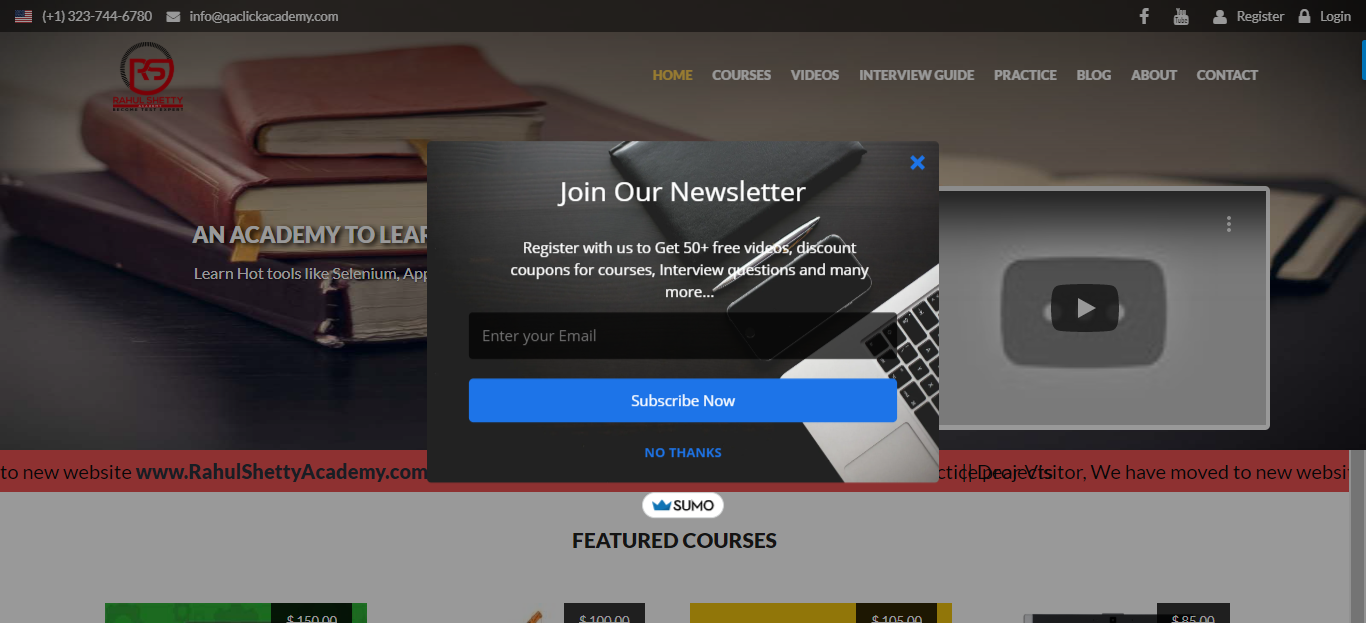 (+1) 323-744-6780 info@qaclickacademy.com Register Login
RS
RAHUL SHETTY
HOME COURSES VIDEOS INTERVIEW GUIDE PRACTICE BLOG ABOUT CONTACT
Join Our Newsletter
AN ACADEMY TO LEAR
Learn Hot tools like Selenium, App
Register with us to Get 50+ free videos, discount
coupons for courses, Interview questions and many
more...
Enter your Email
Subscribe Now
NO THANKS
to new website www.RahulShettyAcademy.com
ctice projects || Dear Visitor, We have moved to new websi
SUMO
FEATURED COURSES
$150.00 $100.00 $105.00 $85.00